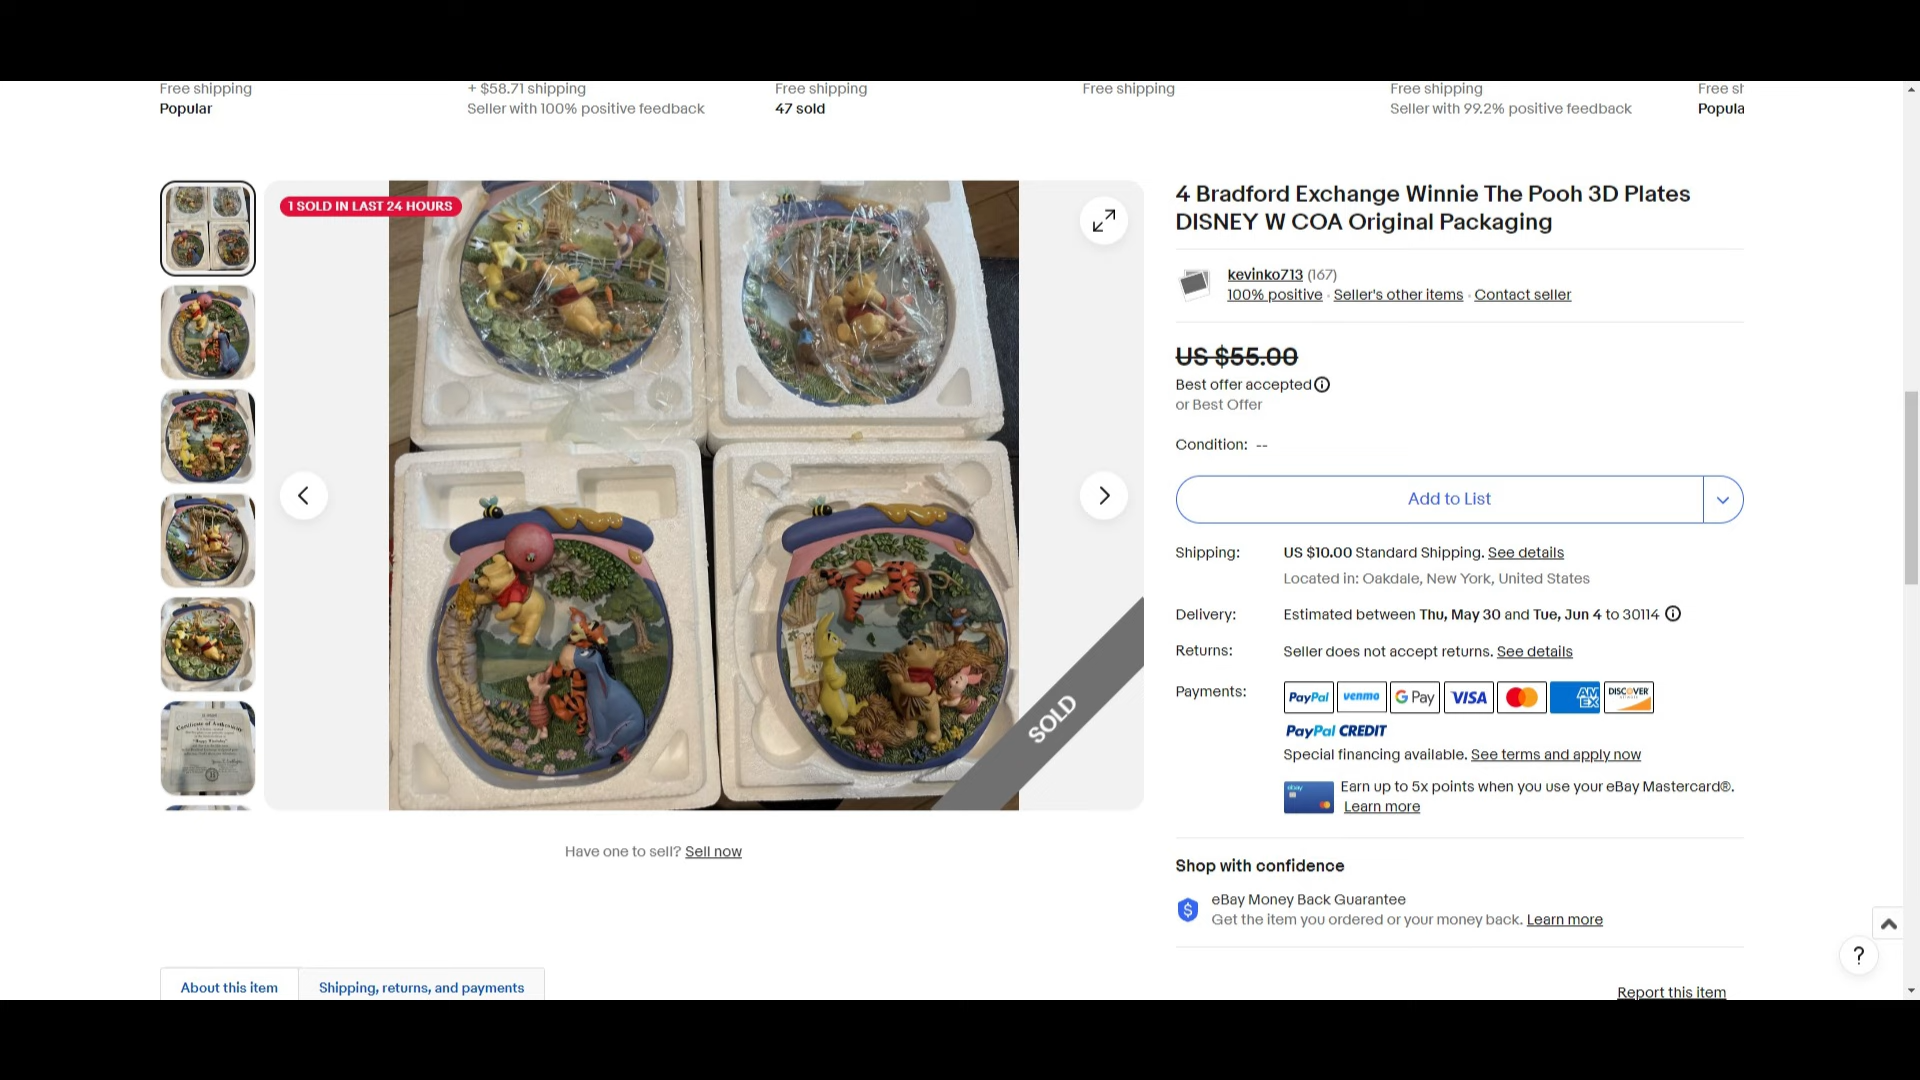 Free shipping
Popular
+ $58.71 shipping
Seller with 100% positive feedback
Free shipping
47 sold
Free shipping
Free shipping
Seller with 99.2% positive feedback
Free sh
Popula
1 SOLD IN LAST 24 HOURS
SOLD
Certificate of Authenticity
Have one to sell? Sell now
4 Bradford Exchange Winnie The Pooh 3D Plates
DISNEY W COA Original Packaging
kevinko713 (167)
100% positive · Seller's other items · Contact seller
US $55.00
Best offer accepted
or Best Offer
Condition: --
Add to List
Shipping: US $10.00 Standard Shipping. See details
Located in: Oakdale, New York, United States
Delivery: Estimated between Thu, May 30 and Tue, Jun 4 to 30114
Returns: Seller does not accept returns. See details
Payments: PayPal venmo G Pay VISA AM EX DISCOVER
PayPal CREDIT
Special financing available. See terms and apply now
ebay
Earn up to 5x points when you use your eBay Mastercard®.
Learn more
Shop with confidence
$
eBay Money Back Guarantee
Get the item you ordered or your money back. Learn more
?
About this item
Shipping, returns, and payments
Report this item